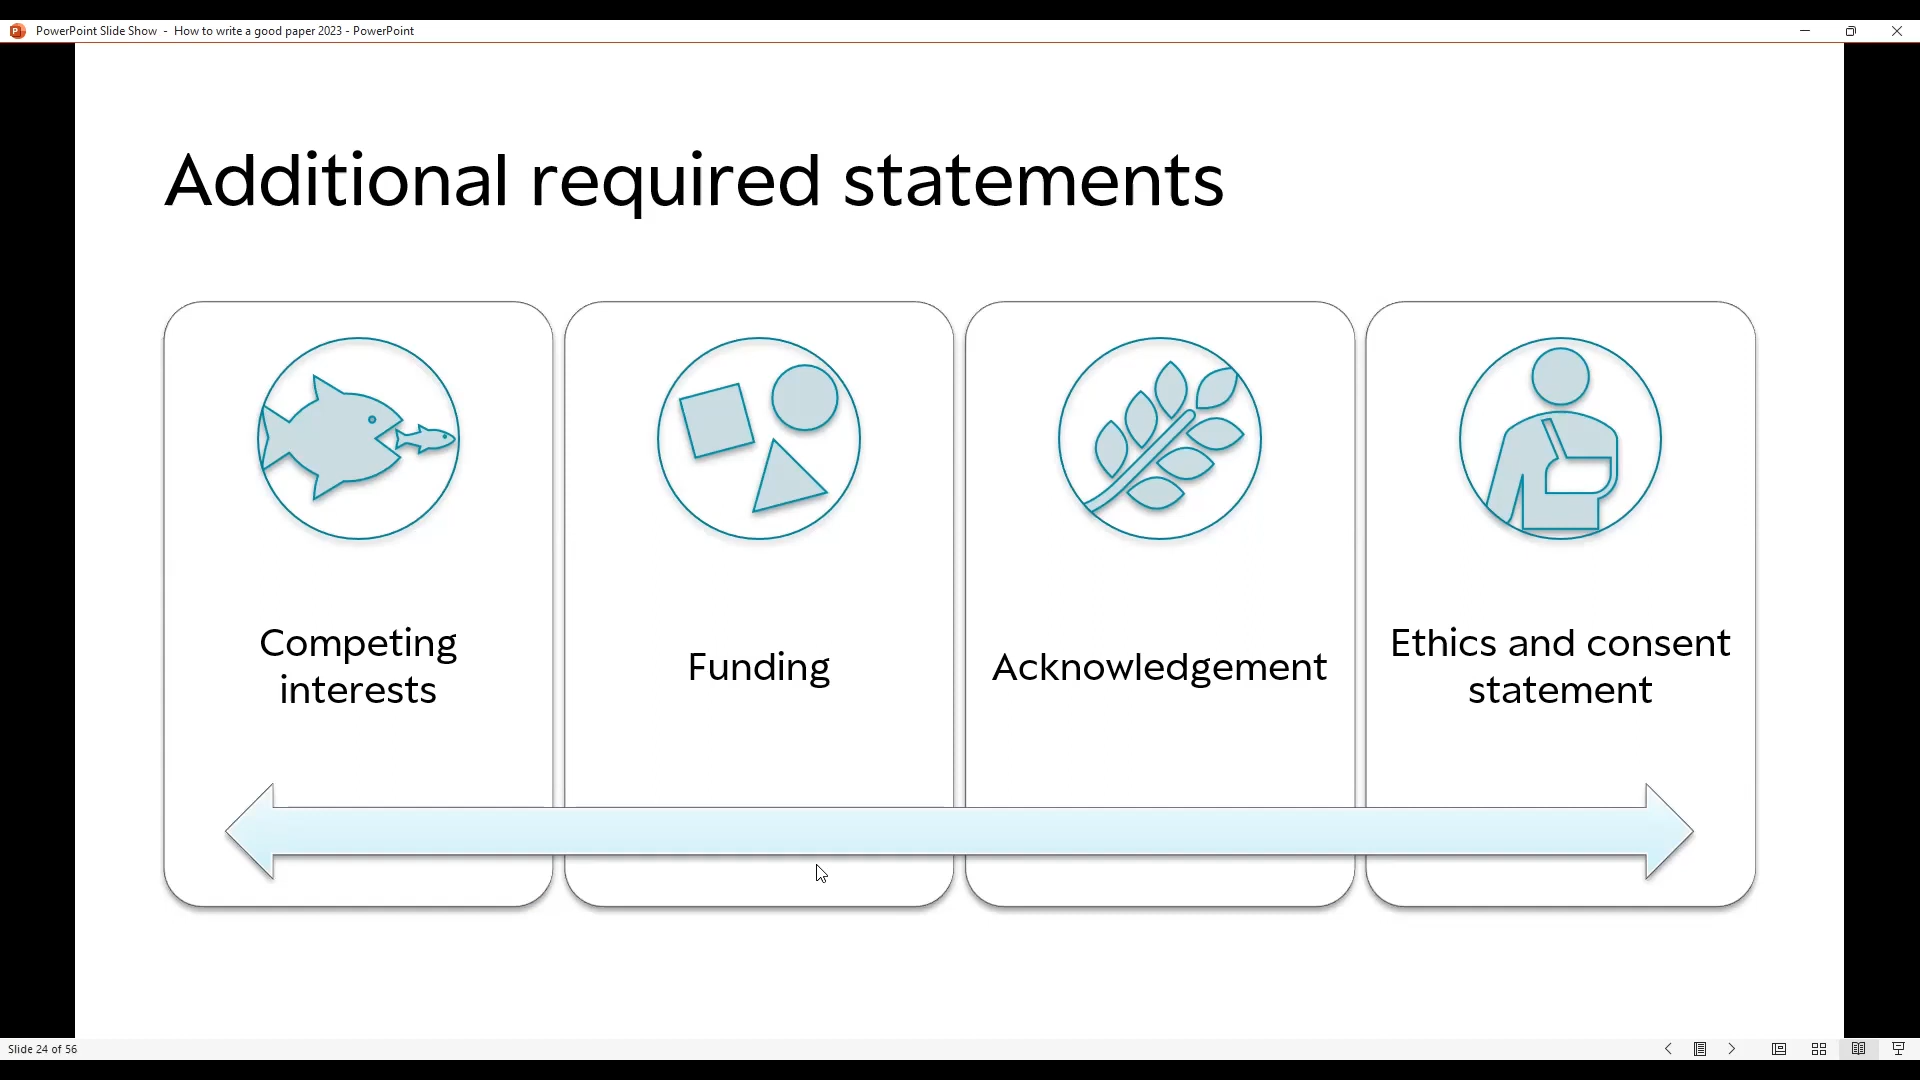 PowerPoint Slide Show - How to write a good paper 2023 - PowerPoint
Additional required statements
Competing
interests
Funding
Acknowledgement
Ethics and consent
statement
Slide 24 of 56